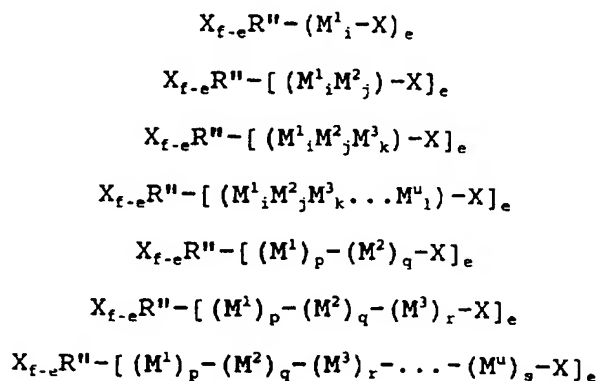 X_{f-e}R"-(M^1_i-X)_e
X_{f-e}R"-[(M^1_iM^2_j)-X]_e
X_{f-e}R"-[(M^1_iM^2_jM^3_k)-X]_e
X_{f-e}R"-[(M^1_iM^2_jM^3_k...M^u_l)-X]_e
X_{f-e}R"-[(M^1)_p-(M^2)_q-X]_e
X_{f-e}R"-[(M^1)_p-(M^2)_q-(M^3)_r-X]_e
X_{f-e}R"-[(M^1)_p-(M^2)_q-(M^3)_r-...-(M^u)_s-X]_e